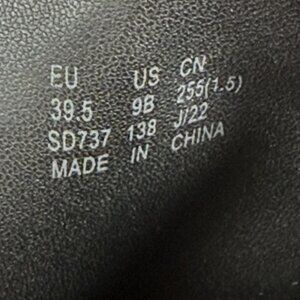 EU US CN
39.5 9B 255(1.5)
SD737 138 J/22
MADE IN CHINA